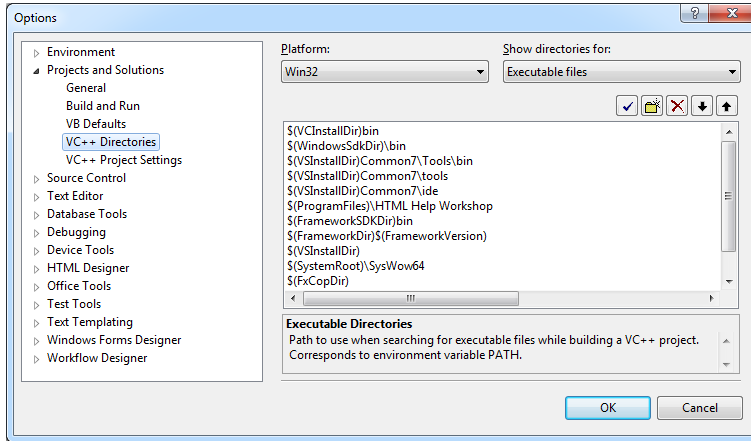 Options
Environment
Projects and Solutions
General
Build and Run
VB Defaults
VC++ Directories
VC++ Project Settings
Source Control
Text Editor
Database Tools
Debugging
Device Tools
HTML Designer
Office Tools
Test Tools
Text Templating
Windows Forms Designer
Workflow Designer
Platform:
Win32
Show directories for:
Executable files
$(VCInstallDir)bin
$(WindowsSdkDir)\bin
$(VSInstallDir)Common7\Tools\bin
$(VSInstallDir)Common7\tools
$(VSInstallDir)Common7\ide
$(ProgramFiles)\HTML Help Workshop
$(FrameworkSDKDir)bin
$(FrameworkDir)$(FrameworkVersion)
$(VSInstallDir)
$(SystemRoot)\SysWow64
$(FxCopDir)
Executable Directories
Path to use when searching for executable files while building a VC++ project.
Corresponds to environment variable PATH.
OK
Cancel